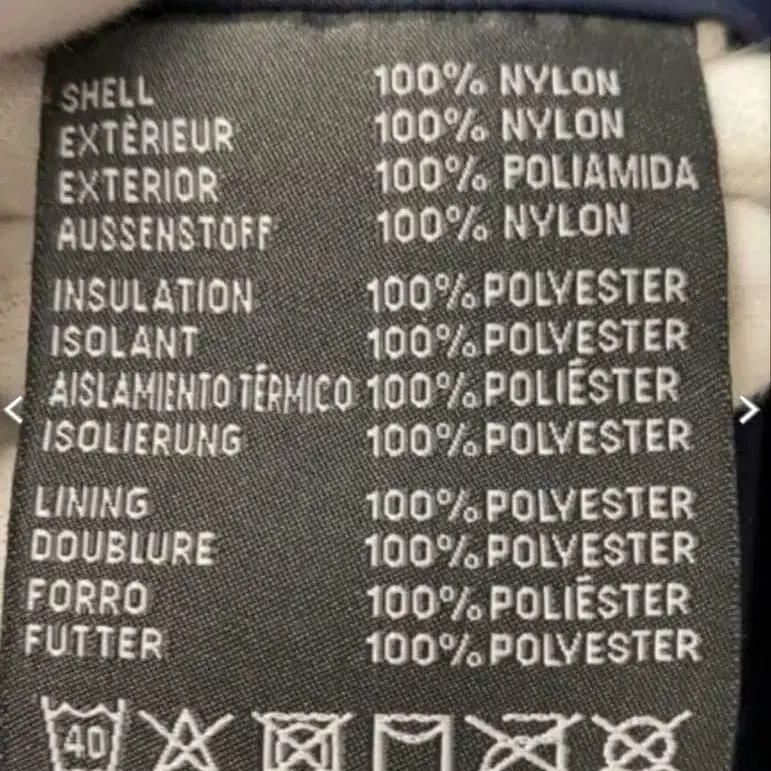 SHELL 100% NYLON
EXTÈRIEUR 100% NYLON
EXTERIOR 100% POLIAMIDA
AUSSENSTOFF 100% NYLON
INSULATION 100% POLYESTER
ISOLANT 100% POLYESTER
AISLAMIENTO TÉRMICO 100% POLIÉSTER
ISOLIERUNG 100% POLYESTER
LINING 100% POLYESTER
DOUBLURE 100% POLYESTER
FORRO 100% POLIÉSTER
FUTTER 100% POLYESTER
40